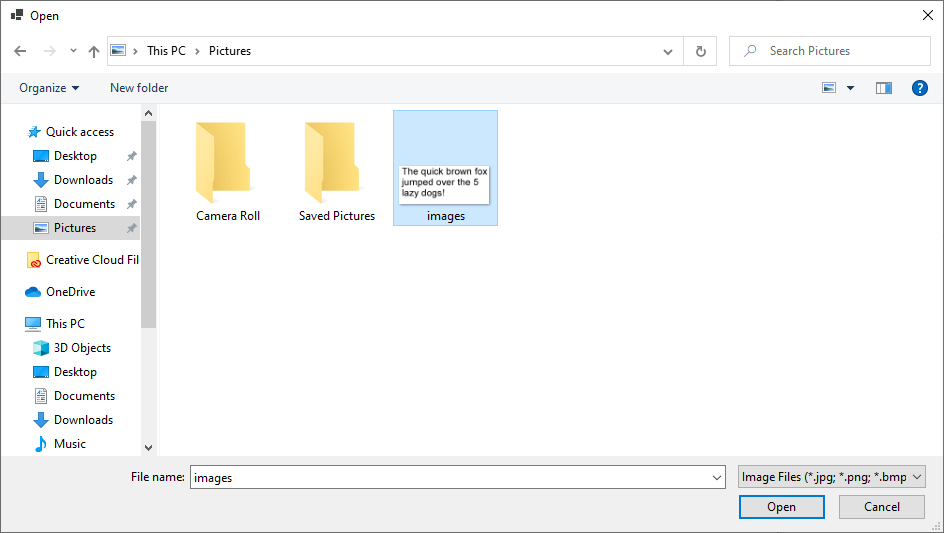 Open
This PC > Pictures
Search Pictures
Organize
New folder
Quick access
Desktop
Downloads
Documents
Pictures
Creative Cloud Fil
OneDrive
This PC
3D Objects
Desktop
Documents
Downloads
Music
Camera Roll
Saved Pictures
The quick brown fox
jumped over the 5
lazy dogs!
images
File name:
images
Image Files (*.jpg; *.png; *.bmp
Open
Cancel